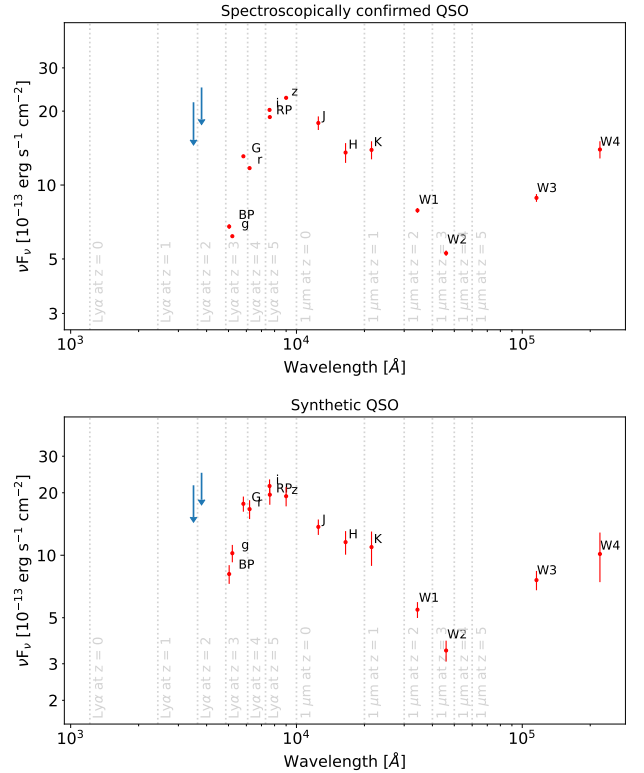 Spectroscopically confirmed QSO
νFν [10⁻¹³ erg s⁻¹ cm⁻²]
30
20
10
5
3
BP
g
G
r
i
RP
z
J
H
K
W1
W2
W3
W4
Lyα at z = 0
Lyα at z = 1
Lyα at z = 2
Lyα at z = 3
Lyα at z = 4
Lyα at z = 5
1 μm at z = 0
1 μm at z = 1
1 μm at z = 2
1 μm at z = 3
1 μm at z = 4
1 μm at z = 5
10³
10⁴
10⁵
Wavelength [Å]
Synthetic QSO
νFν [10⁻¹³ erg s⁻¹ cm⁻²]
30
20
10
5
3
2
g
BP
G
r
i
RP
z
J
H
K
W1
W2
W3
W4
Lyα at z = 0
Lyα at z = 1
Lyα at z = 2
Lyα at z = 3
Lyα at z = 4
Lyα at z = 5
1 μm at z = 0
1 μm at z = 1
1 μm at z = 2
1 μm at z = 3
1 μm at z = 4
1 μm at z = 5
10³
10⁴
10⁵
Wavelength [Å]